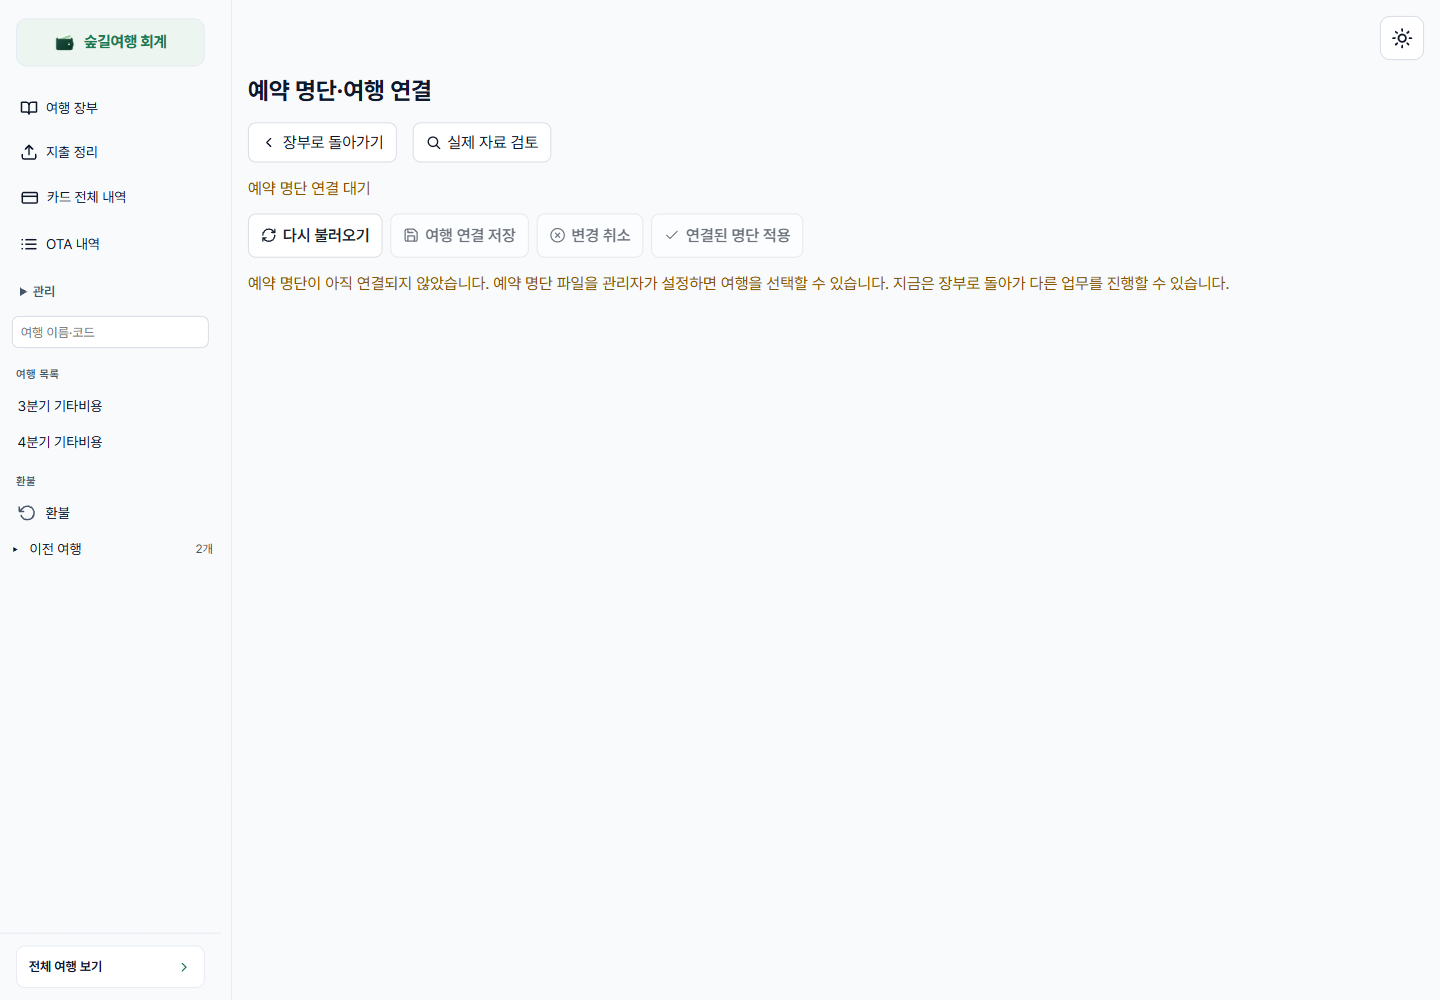 숲길여행 회계
여행 장부
지출 정리
카드 전체 내역
OTA 내역
관리
여행 이름·코드
여행 목록
3분기 기타비용
4분기 기타비용
환불
환불
이전 여행 2개
전체 여행 보기
예약 명단·여행 연결
장부로 돌아가기 실제 자료 검토
예약 명단 연결 대기
다시 불러오기 여행 연결 저장 변경 취소 연결된 명단 적용
예약 명단이 아직 연결되지 않았습니다. 예약 명단 파일을 관리자가 설정하면 여행을 선택할 수 있습니다. 지금은 장부로 돌아가 다른 업무를 진행할 수 있습니다.